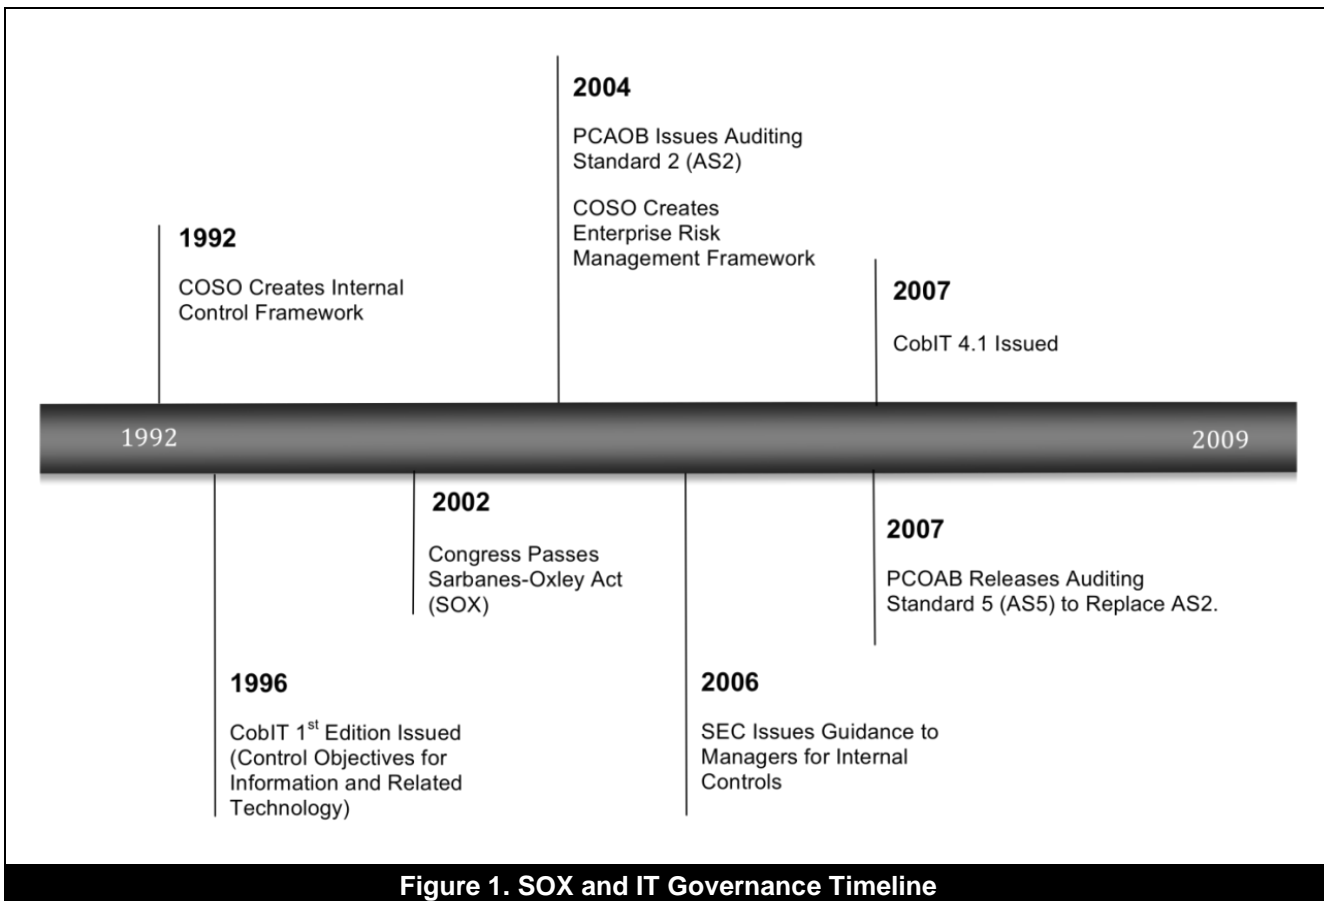 2004
PCAOB Issues Auditing
Standard 2 (AS2)
COSO Creates
Enterprise Risk
Management Framework
1992
COSO Creates Internal
Control Framework
2007
CobIT 4.1 Issued
1992
2009
2002
Congress Passes
Sarbanes-Oxley Act
(SOX)
2007
PCOAB Releases Auditing
Standard 5 (AS5) to Replace AS2.
1996
CobIT 1st Edition Issued
(Control Objectives for
Information and Related
Technology)
2006
SEC Issues Guidance to
Managers for Internal
Controls
Figure 1. SOX and IT Governance Timeline